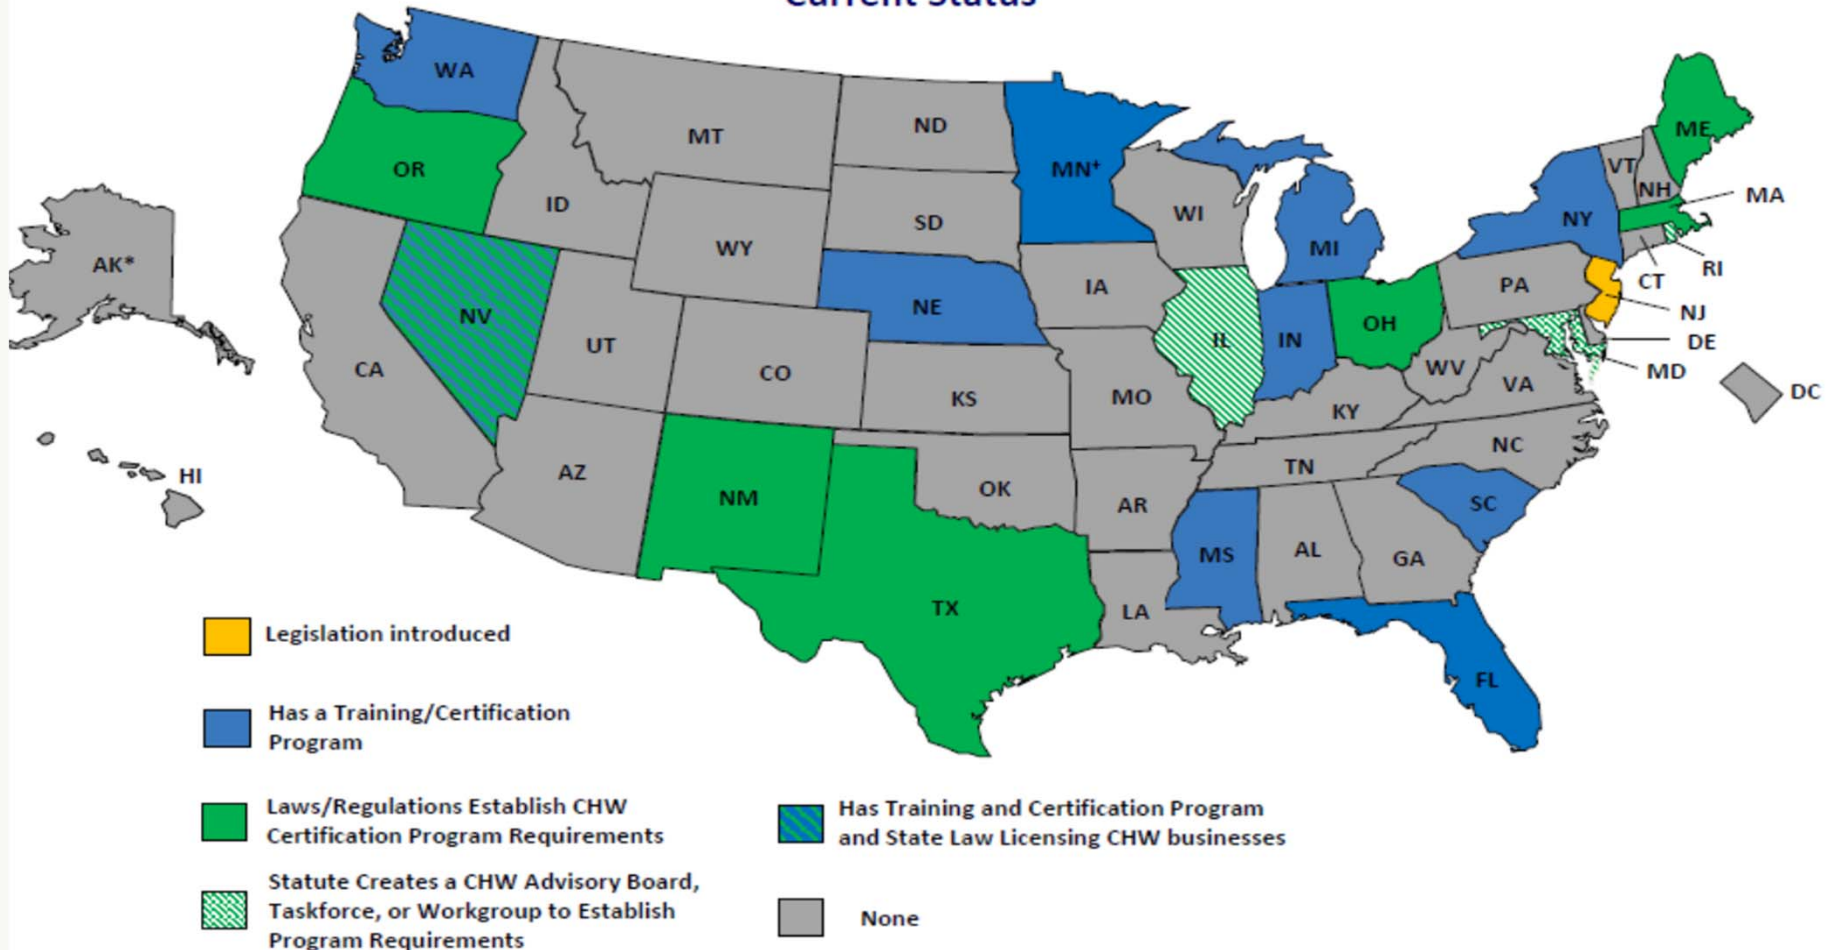 Current Status
WA
MT
ND
MN⁺
ME
OR
ID
WY
SD
WI
MI
NY
VT
NH
MA
AK*
NV
UT
CO
NE
IA
IL
IN
OH
PA
CT
RI
NJ
DE
MD
DC
CA
KS
MO
KY
WV
VA
HI
AZ
NM
OK
AR
TN
NC
SC
MS
AL
GA
TX
LA
FL
Legislation introduced
Has a Training/Certification
Program
Laws/Regulations Establish CHW
Certification Program Requirements
Statute Creates a CHW Advisory Board,
Taskforce, or Workgroup to Establish
Program Requirements
Has Training and Certification Program
and State Law Licensing CHW businesses
None